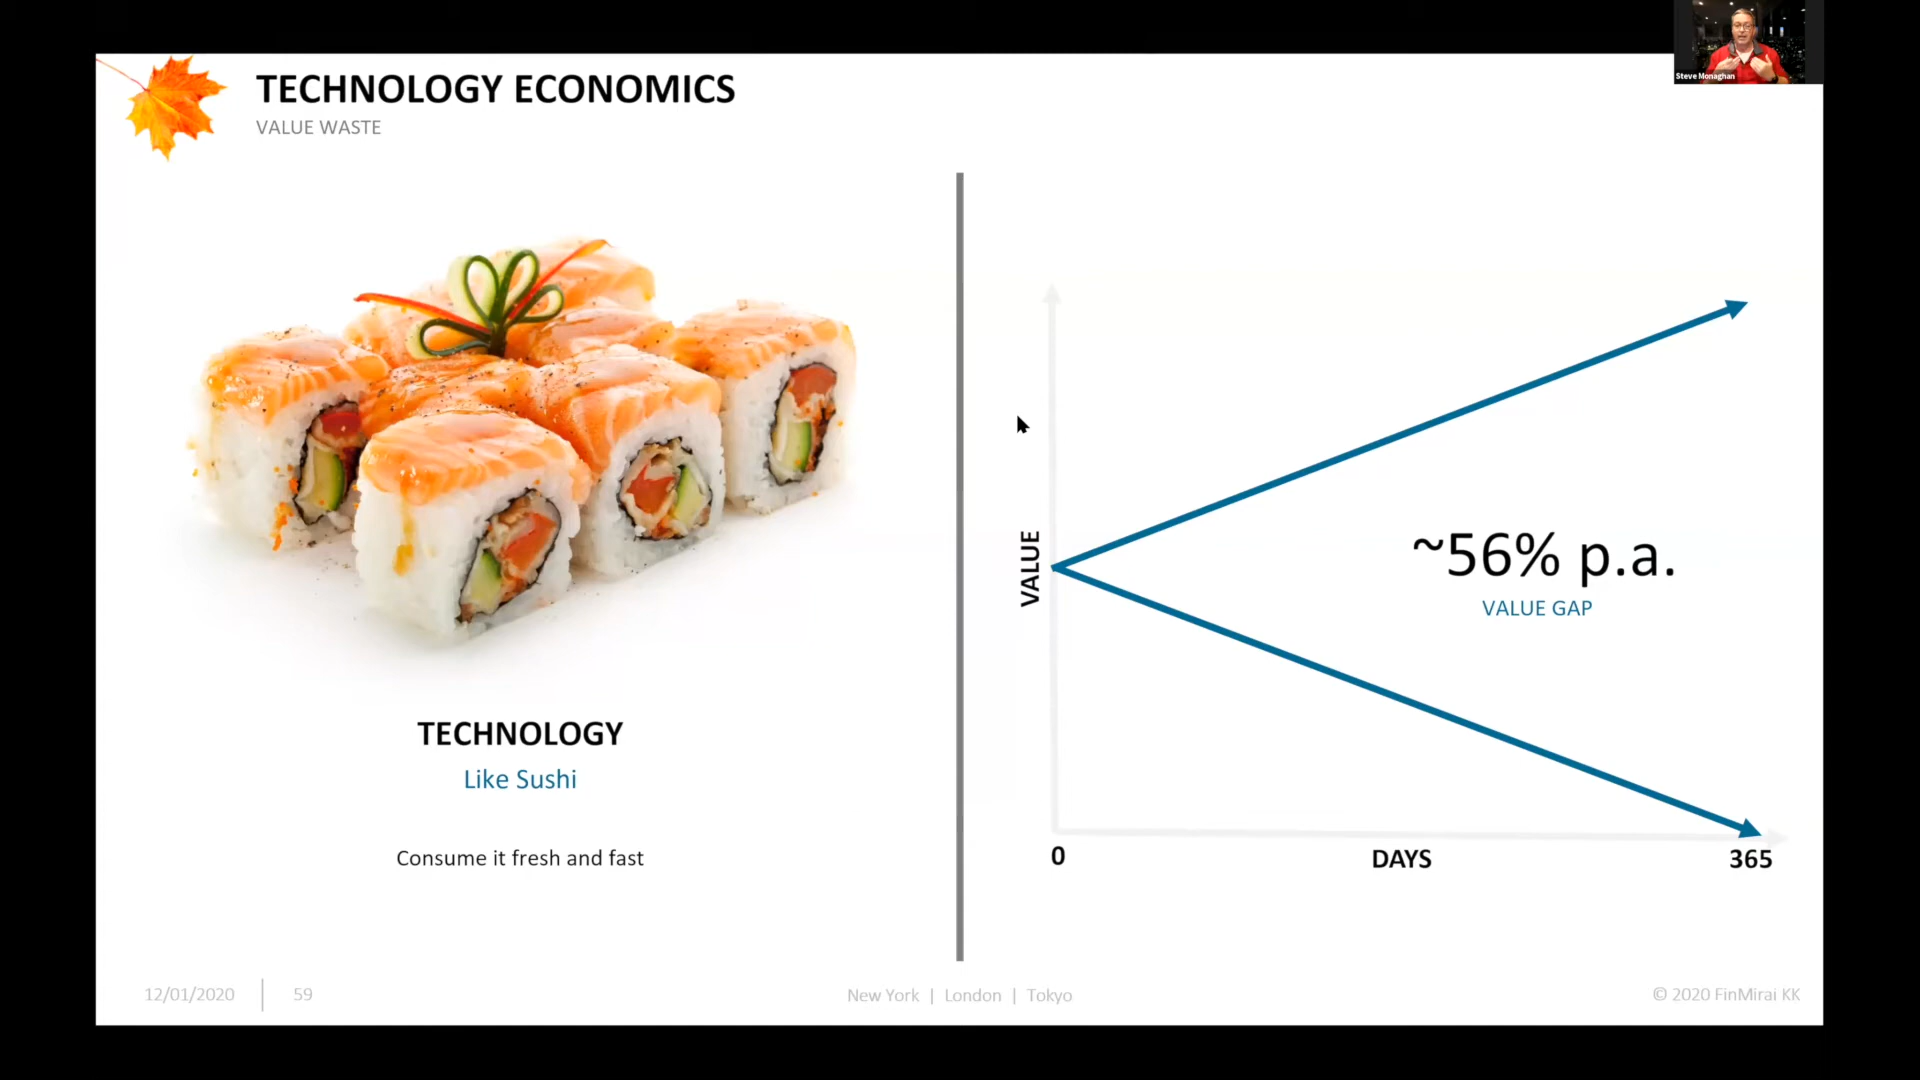 Steve Monaghan
TECHNOLOGY ECONOMICS
VALUE WASTE
TECHNOLOGY
Like Sushi
Consume it fresh and fast
VALUE
~56% p.a.
VALUE GAP
0
DAYS
365
12/01/2020
59
New York | London | Tokyo
© 2020 FinMirai KK